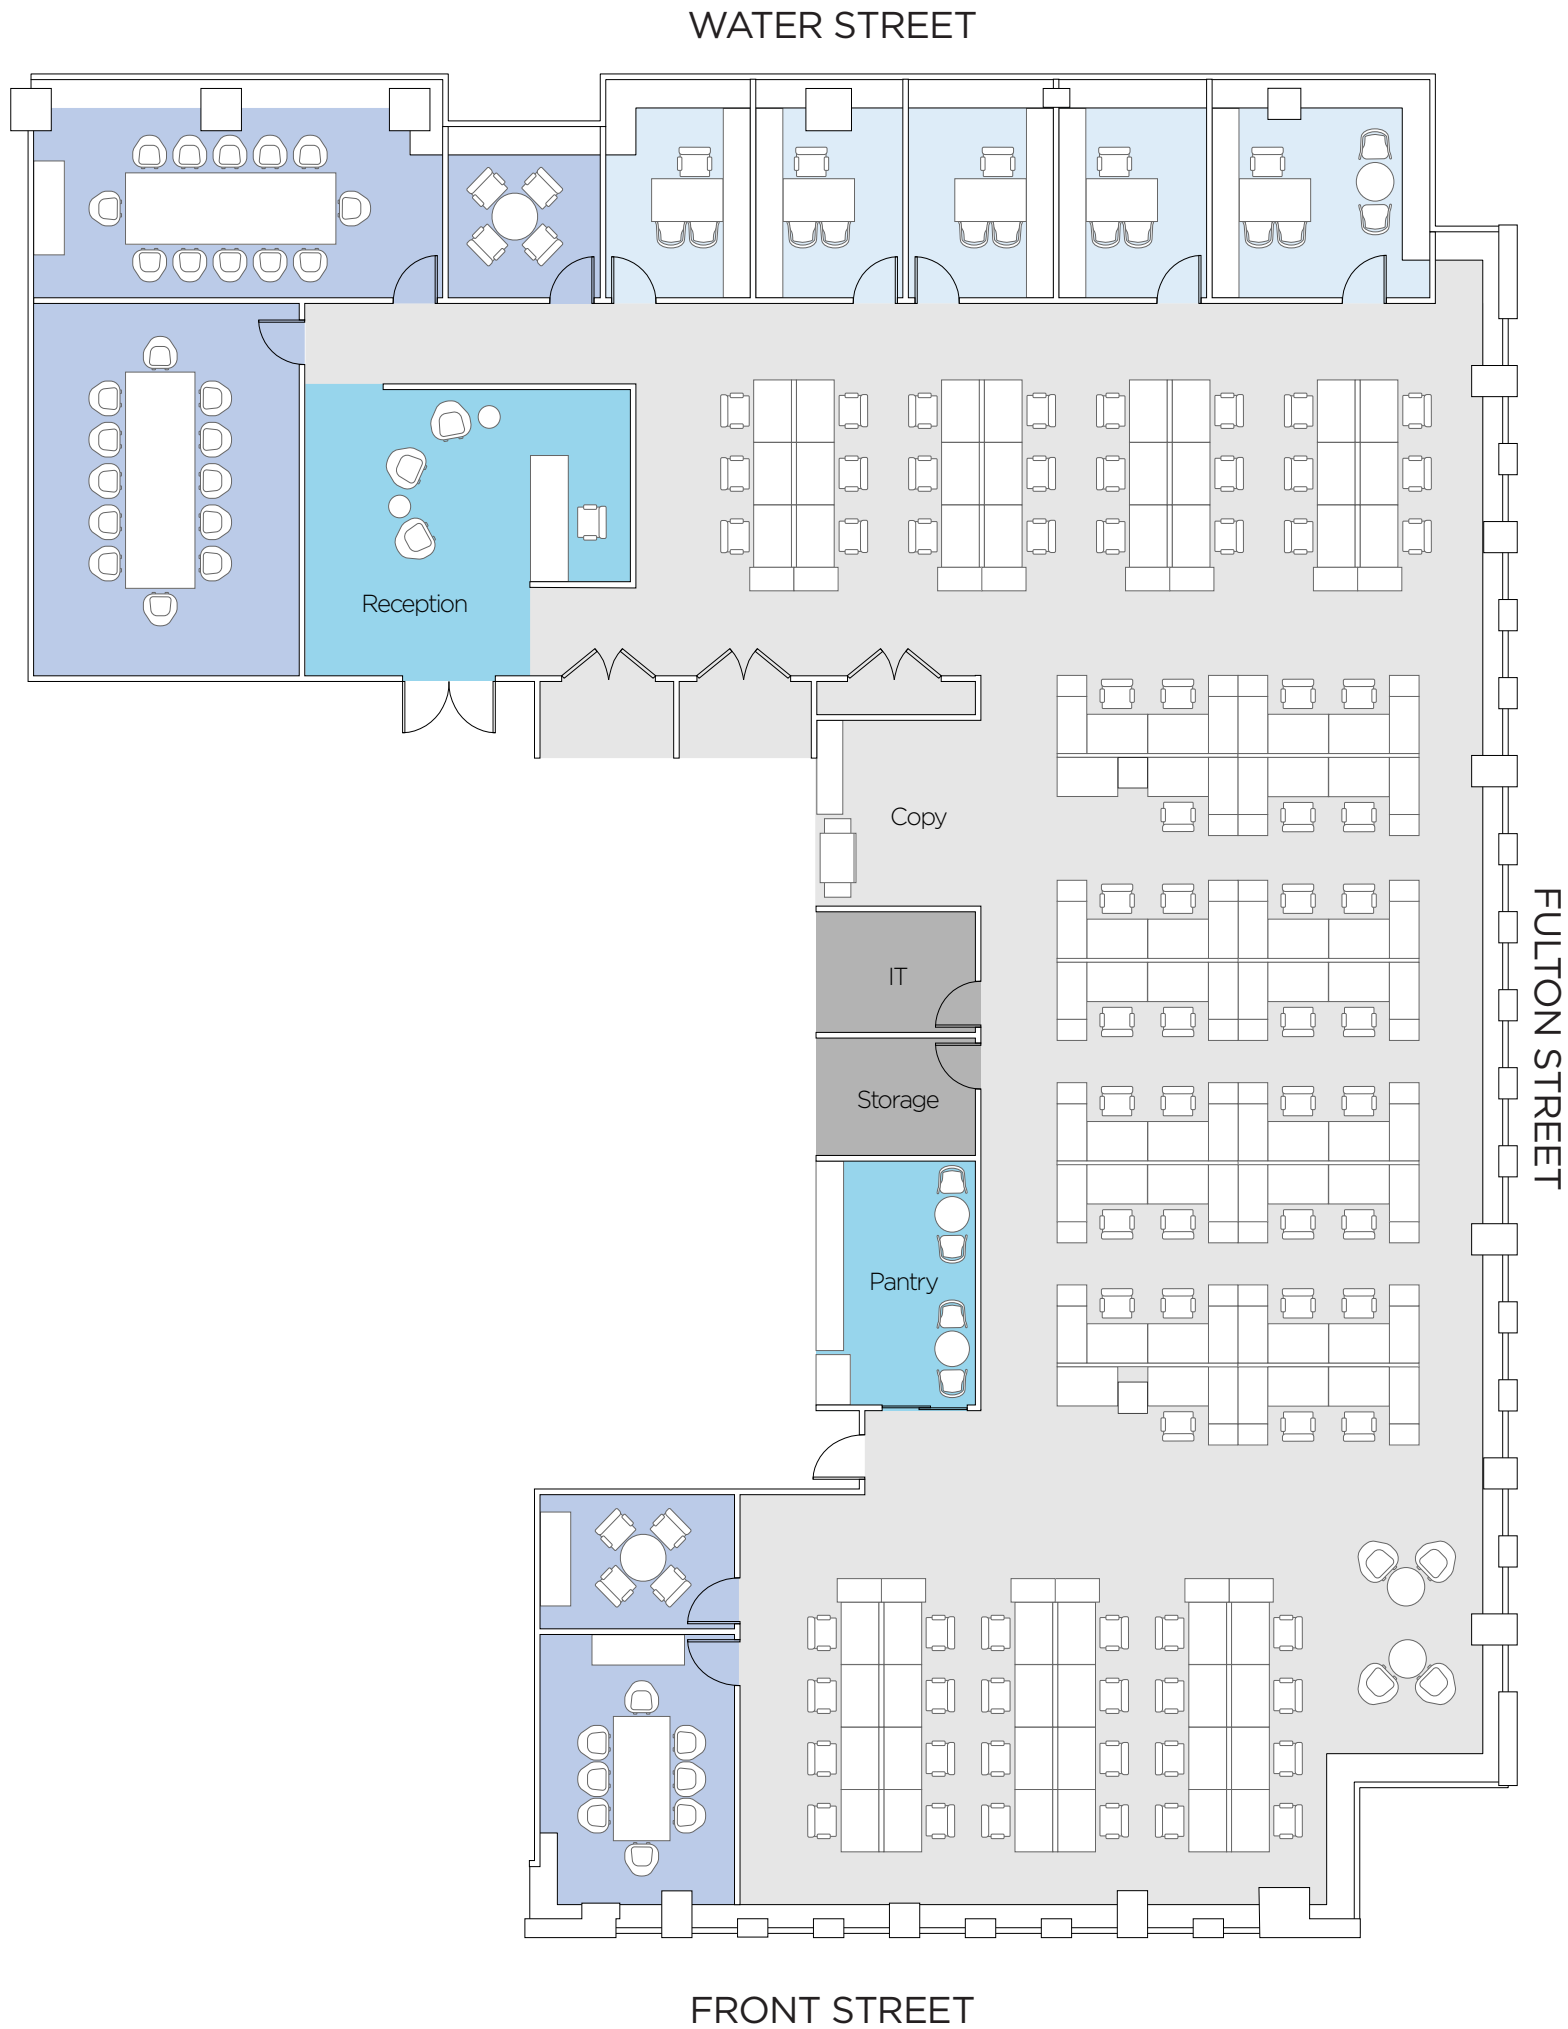 WATER STREET
Reception
Copy
IT
FULTON STREET
Storage
Pantry
FRONT STREET